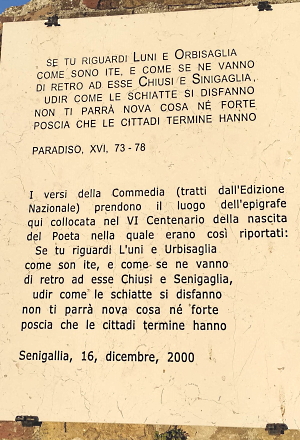 SE TU RIGUARDI LUNI E ORBISAGLIA
COME SONO ITE, E COME SE NE VANNO
DI RETRO AD ESSE CHIUSI E SINIGAGLIA,
UDIR COME LE SCHIATTE SI DISFANNO
NON TI PARRÀ NOVA COSA NÉ FORTE
POSCIA CHE LE CITTADI TERMINE HANNO
PARADISO, XVI, 73 - 78
I versi della Commedia (tratti dall'Edizione
Nazionale) prendono il luogo dell'epigrafe
qui collocata nel VI Centenario della nascita
del Poeta nella quale erano così riportati:
Se tu riguardi L'uni e Urbisaglia
come son ite, e come se ne vanno
di retro ad esse Chiusi e Senigaglia,
udir come le schiatte si disfanno
non ti parrà nova cosa né forte
poscia che le cittadi termine hanno
Senigallia, 16, dicembre, 2000